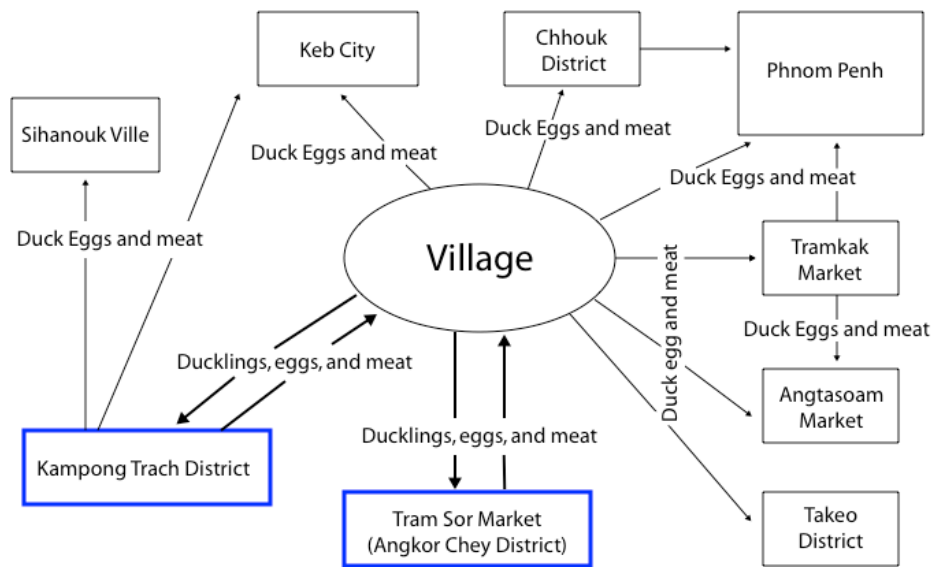 Keb City
Chhouk
District
Phnom Penh
Sihanouk Ville
Duck Eggs and meat
Duck Eggs and meat
Duck Eggs and meat
Duck Eggs and meat
Village
Duck egg and meat
Tramkak
Market
Duck Eggs and meat
Ducklings, eggs, and meat
Angtasoam
Market
Ducklings, eggs, and meat
Kampong Trach District
Tram Sor Market
(Angkor Chey District)
Takeo
District